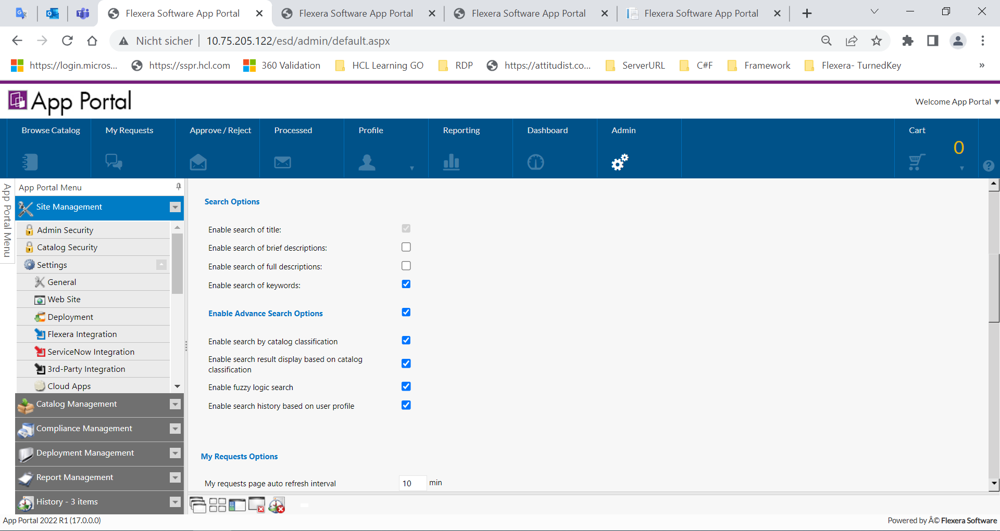 Flexera Software App Portal
Flexera Software App Portal
Flexera Software App Portal
Flexera Software App Portal
Nicht sicher 10.75.205.122/esd/admin/default.aspx
https://login.micros... https://sspr.hcl.com 360 Validation HCL Learning GO RDP https://attitudist.co... ServerURL C#F Framework Flexera- TurnedKey »
App Portal
Welcome App Portal
Browse Catalog My Requests Approve / Reject Processed Profile Reporting Dashboard Admin Cart
0
App Portal Menu
App Portal Menu
Site Management
Admin Security
Catalog Security
Settings
General
Web Site
Deployment
Flexera Integration
ServiceNow Integration
3rd-Party Integration
Cloud Apps
Catalog Management
Compliance Management
Deployment Management
Report Management
History - 3 items
Search Options
Enable search of title:
Enable search of brief descriptions:
Enable search of full descriptions:
Enable search of keywords:
Enable Advance Search Options
Enable search by catalog classification
Enable search result display based on catalog
classification
Enable fuzzy logic search
Enable search history based on user profile
My Requests Options
My requests page auto refresh interval 10 min
App Portal 2022 R1 (17.0.0.0)
Powered by Â© Flexera Software